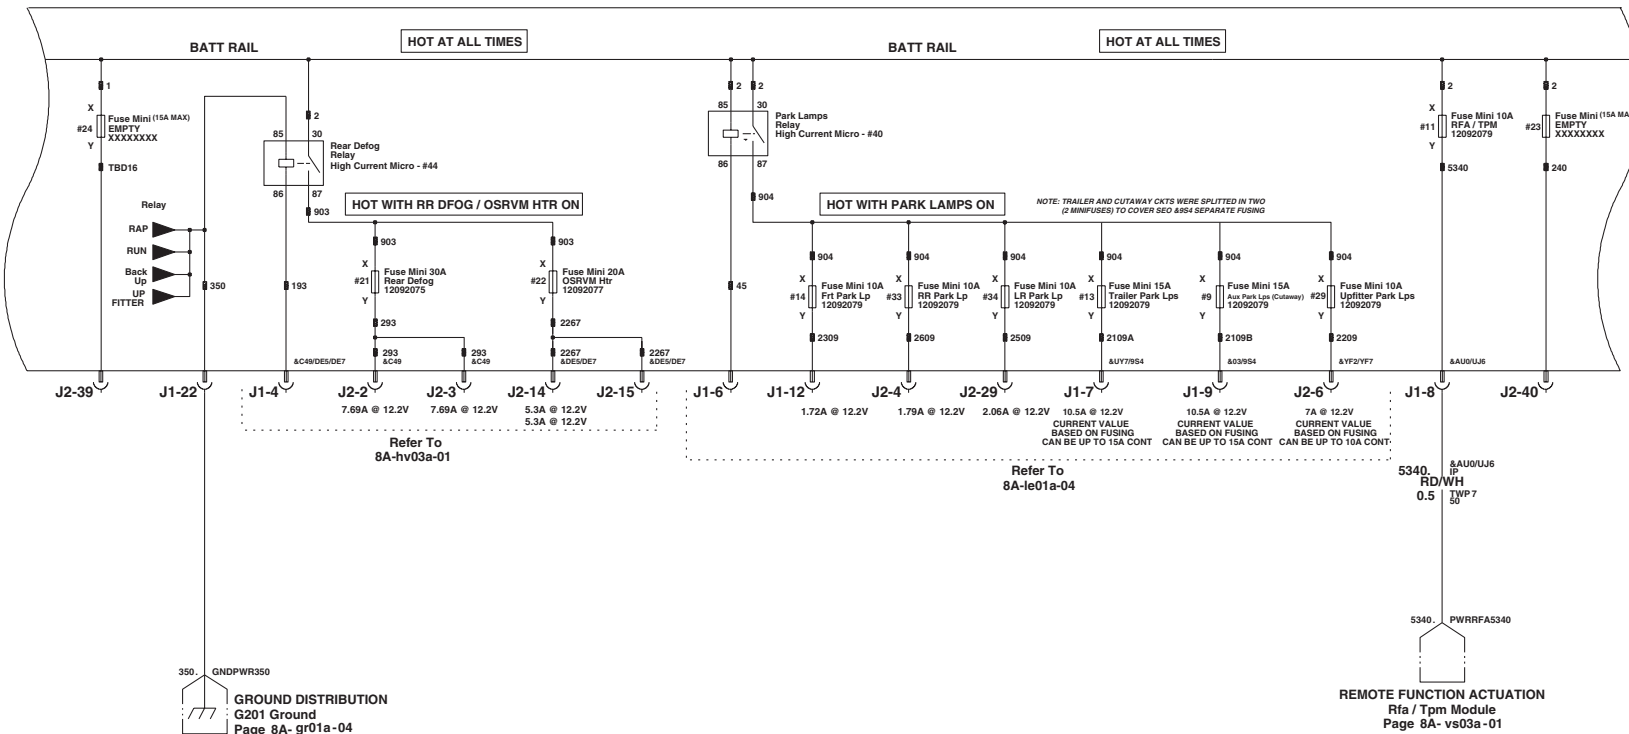 BATT RAIL
HOT AT ALL TIMES
BATT RAIL
HOT AT ALL TIMES
1
X
#24
Y
Fuse Mini (15A MAX)
EMPTY
XXXXXXXX
TBD16
2
85 30
Rear Defog
Relay
High Current Micro - #44
86 87
903
Relay
RAP
RUN
Back
Up
UP
FITTER
350
193
HOT WITH RR DFOG / OSRVM HTR ON
903
X
#21
Y
Fuse Mini 30A
Rear Defog
12092075
293
293
&C49
293
&C49
903
X
#22
Y
Fuse Mini 20A
OSRVM Htr
12092077
2267
2267
&DE5/DE7
2267
&DE5/DE7
&C49/DE5/DE7
2 2
85 30
Park Lamps
Relay
High Current Micro - #40
86 87
904
45
HOT WITH PARK LAMPS ON
NOTE: TRAILER AND CUTAWAY CKTS WERE SPLITTED IN TWO
(2 MINIFUSES) TO COVER SEO &9S4 SEPARATE FUSING
904
X
#14
Y
Fuse Mini 10A
Frt Park Lp
12092079
2309
904
X
#33
Y
Fuse Mini 10A
RR Park Lp
12092079
2609
904
X
#34
Y
Fuse Mini 10A
LR Park Lp
12092079
2509
904
X
#13
Y
Fuse Mini 15A
Trailer Park Lps
12092079
2109A
&UY7/9S4
904
X
#9
Y
Fuse Mini 15A
Aux Park Lps (Cutaway)
12092079
2109B
&03/9S4
904
X
#29
Y
Fuse Mini 10A
Upfitter Park Lps
12092079
2209
&YF2/YF7
2
X
#11
Y
Fuse Mini 10A
RFA / TPM
12092079
5340
&AU0/UJ6
2
#23
Fuse Mini (15A MA
EMPTY
XXXXXXXX
240
J2-39 J1-22 J1-4 J2-2 J2-3 J2-14 J2-15 J1-6 J1-12 J2-4 J2-29 J1-7 J1-9 J2-6 J1-8 J2-40
7.69A @ 12.2V
7.69A @ 12.2V
5.3A @ 12.2V
5.3A @ 12.2V
Refer To
8A-hv03a-01
1.72A @ 12.2V
1.79A @ 12.2V
2.06A @ 12.2V
10.5A @ 12.2V
CURRENT VALUE
BASED ON FUSING
CAN BE UP TO 15A CONT
10.5A @ 12.2V
CURRENT VALUE
BASED ON FUSING
CAN BE UP TO 15A CONT
7A @ 12.2V
CURRENT VALUE
BASED ON FUSING
CAN BE UP TO 10A CONT
Refer To
8A-le01a-04
5340.
RD/WH
0.5
&AU0/UJ6
IP
TWP 7
50
5340. PWRRFA5340
REMOTE FUNCTION ACTUATION
Rfa / Tpm Module
Page 8A- vs03a-01
350. GNDPWR350
GROUND DISTRIBUTION
G201 Ground
Page 8A- gr01a-04